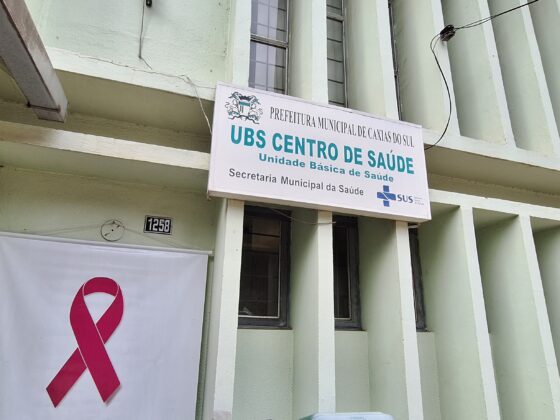 PREFEITURA MUNICIPAL DE CAXIAS DO SUL
UBS CENTRO DE SAÚDE
Unidade Básica de Saúde
Secretaria Municipal da Saúde
SUS
1258